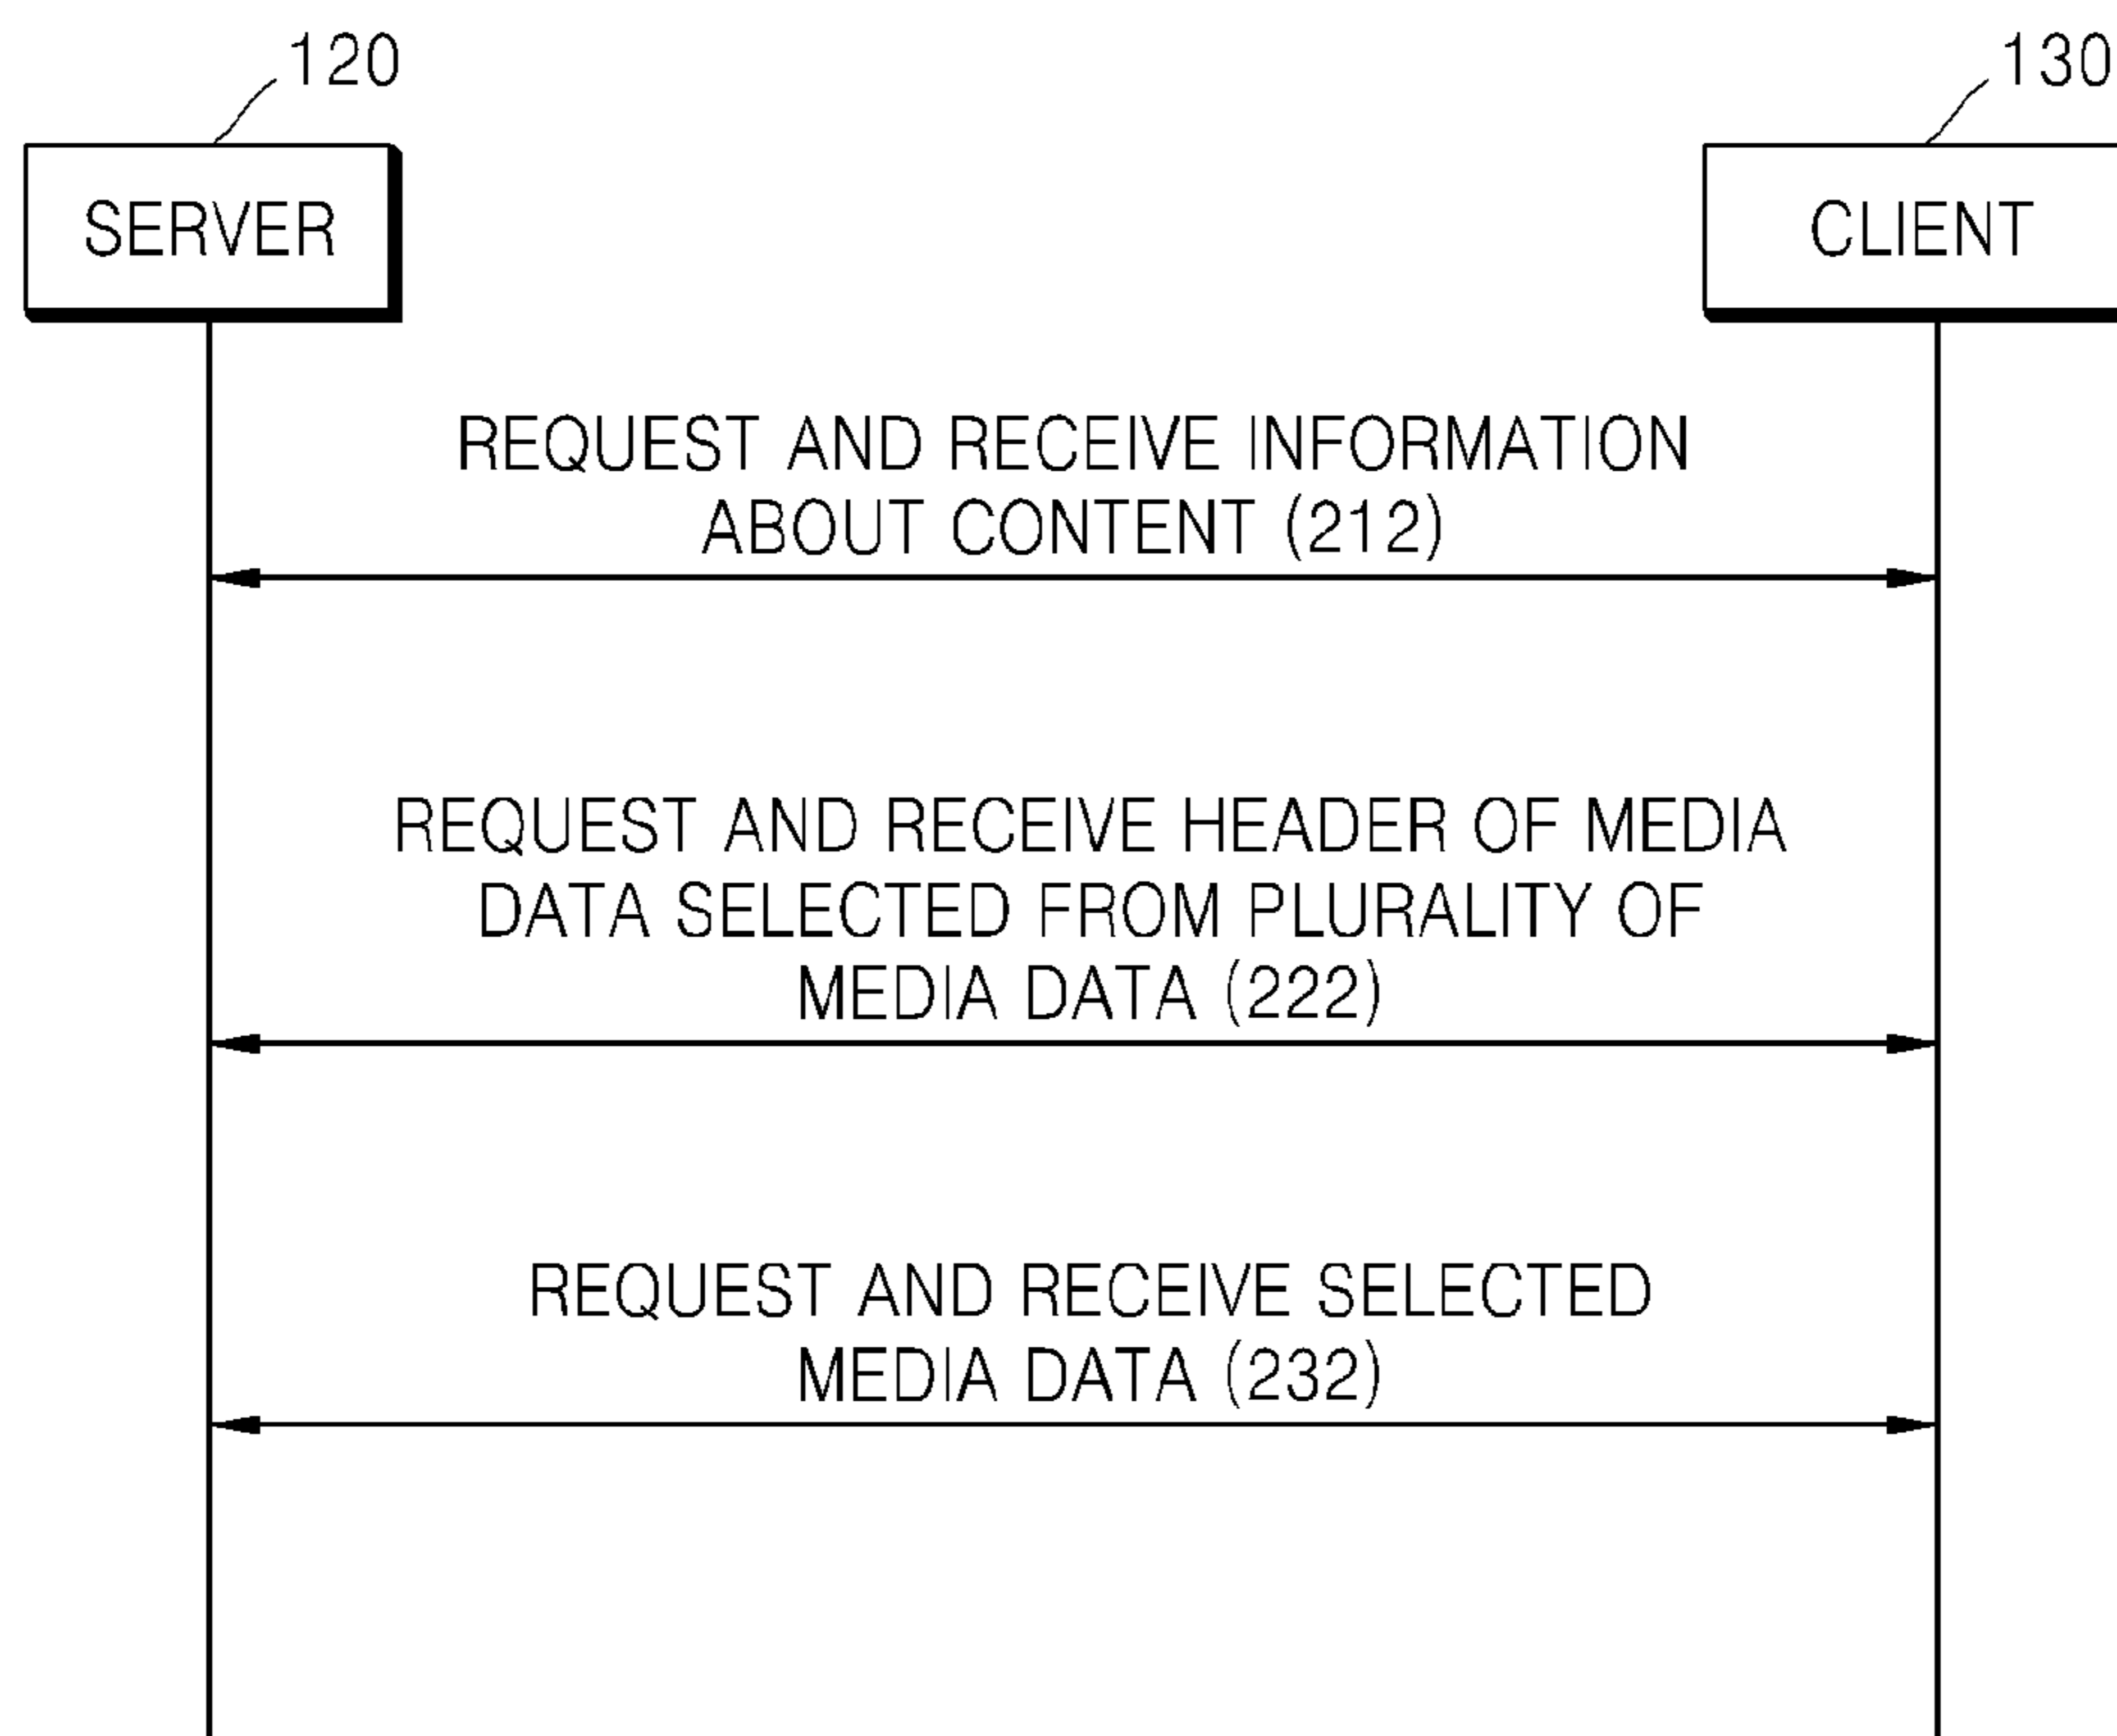 120
130
SERVER
CLIENT
REQUEST AND RECEIVE INFORMATION
ABOUT CONTENT (212)
REQUEST AND RECEIVE HEADER OF MEDIA
DATA SELECTED FROM PLURALITY OF
MEDIA DATA (222)
REQUEST AND RECEIVE SELECTED
MEDIA DATA (232)